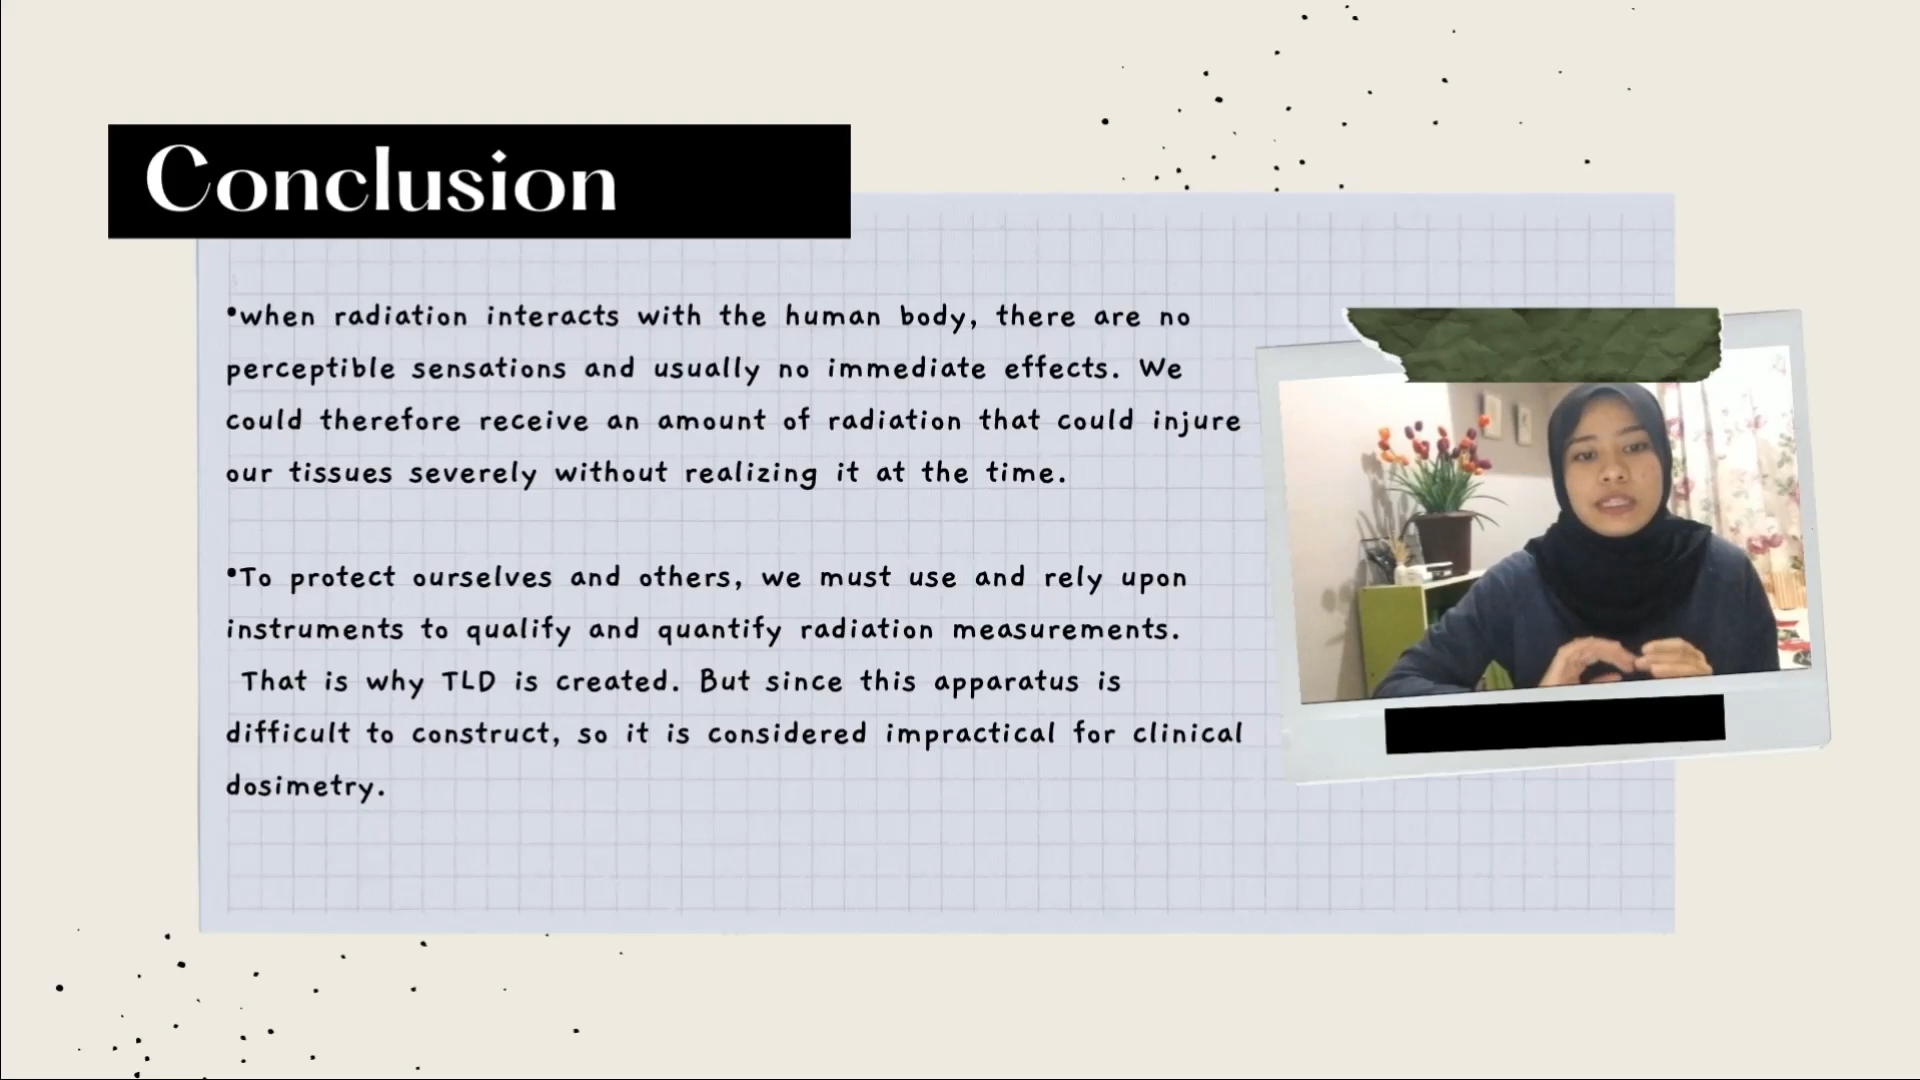 Conclusion
•when radiation interacts with the human body, there are no
perceptible sensations and usually no immediate effects. We
could therefore receive an amount of radiation that could injure
our tissues severely without realizing it at the time.
•To protect ourselves and others, we must use and rely upon
instruments to qualify and quantify radiation measurements.
That is why TLD is created. But since this apparatus is
difficult to construct, so it is considered impractical for clinical
dosimetry.